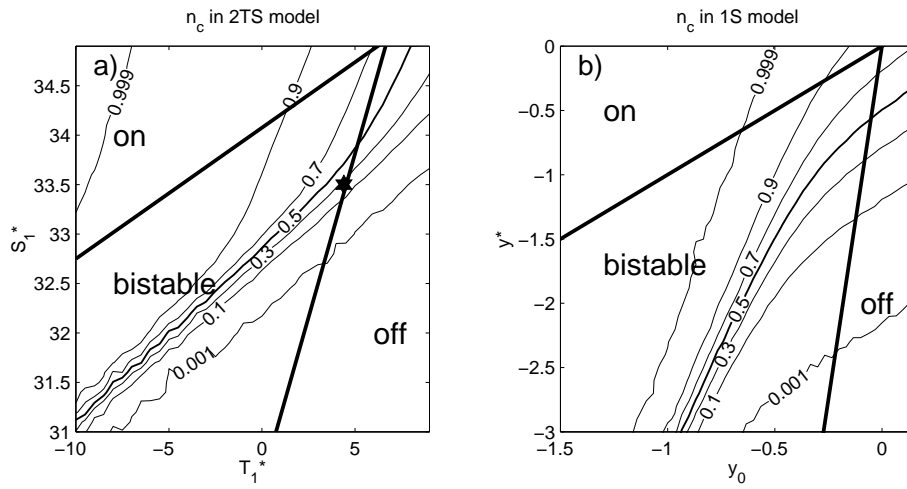 n_c in 2TS model
a)
0.999
on
0.9
0.7
0.5
0.3
0.1
0.001
bistable
off
34.5
34
33.5
33
32.5
32
31.5
31
S_1*
−10
−5
0
5
T_1*
n_c in 1S model
b)
0.999
on
0.9
0.7
0.5
0.3
0.1
0.001
bistable
off
0
−0.5
−1
−1.5
−2
−2.5
−3
y*
−1.5
−1
−0.5
0
y_0